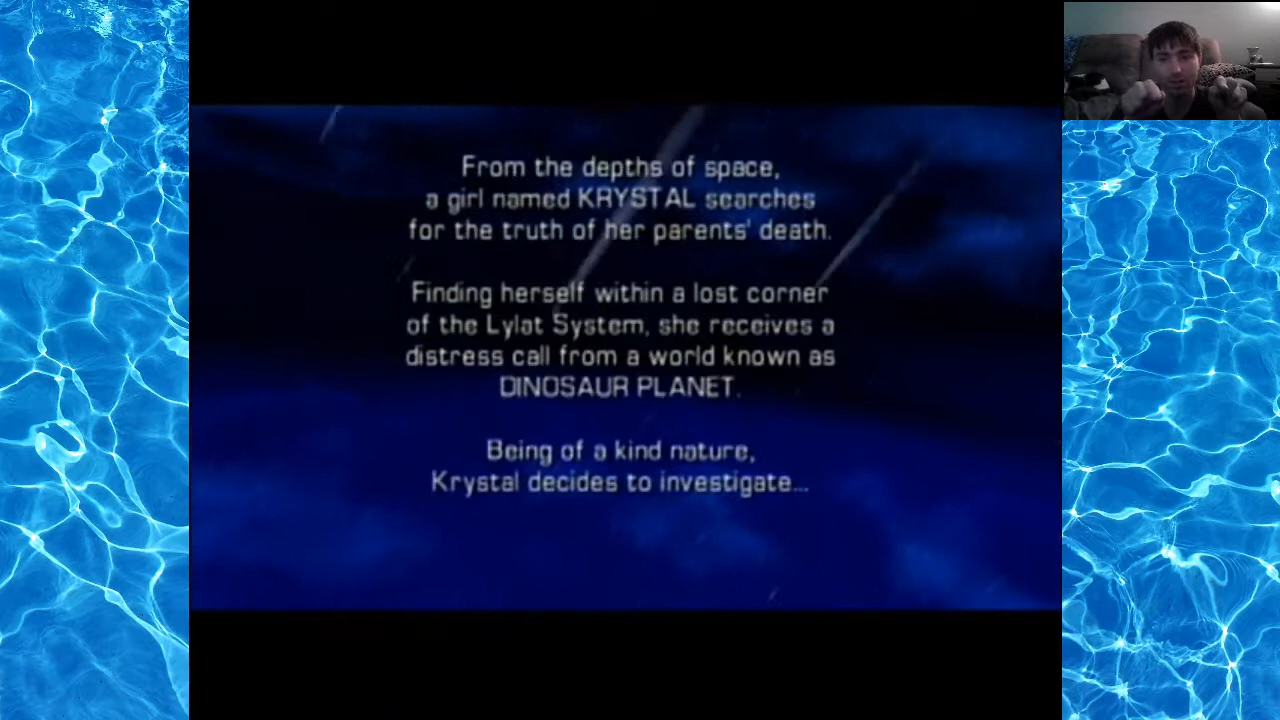 From the depths of space,
a girl named KRYSTAL searches
for the truth of her parents' death.
Finding herself within a lost corner
of the Lylat System, she receives a
distress call from a world known as
DINOSAUR PLANET.
Being of a kind nature,
Krystal decides to investigate...